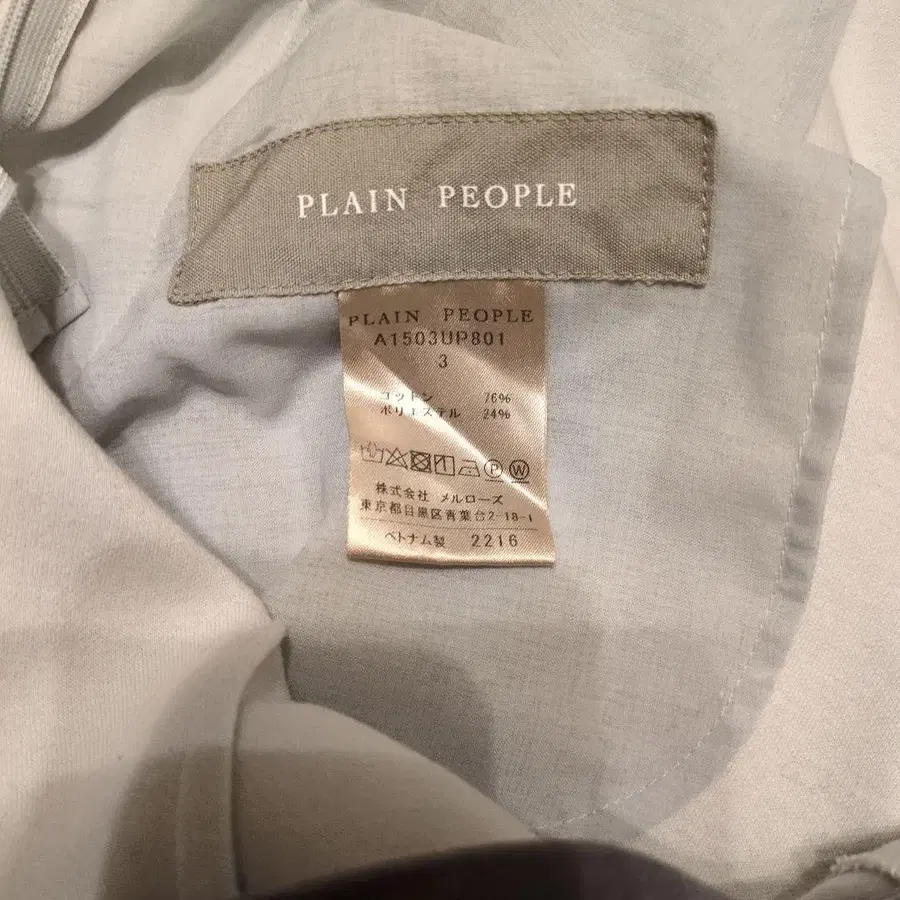 PLAIN PEOPLE
PLAIN PEOPLE
A1503UP801
3
コットン 76%
ポリエステル 24%
P W
株式会社 メルローズ
東京都目黒区青葉台2-18-1
ベトナム製 2216